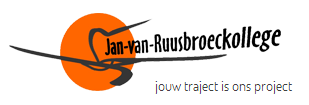 Jan-van-Ruusbroeckollege
jouw traject is ons project